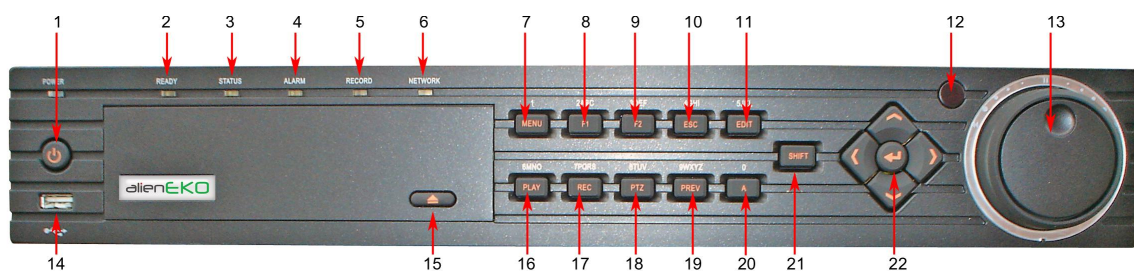 1 2 3 4 5 6 7 8 9 10 11 12 13
POWER READY STATUS ALARM RECORD NETWORK
MENU F1 F2 ESC EDIT
SHIFT
6MNO 7PQRS 8TUV 9WXYZ 0
PLAY REC PTZ PREV A
alienEKO
14 15 16 17 18 19 20 21 22